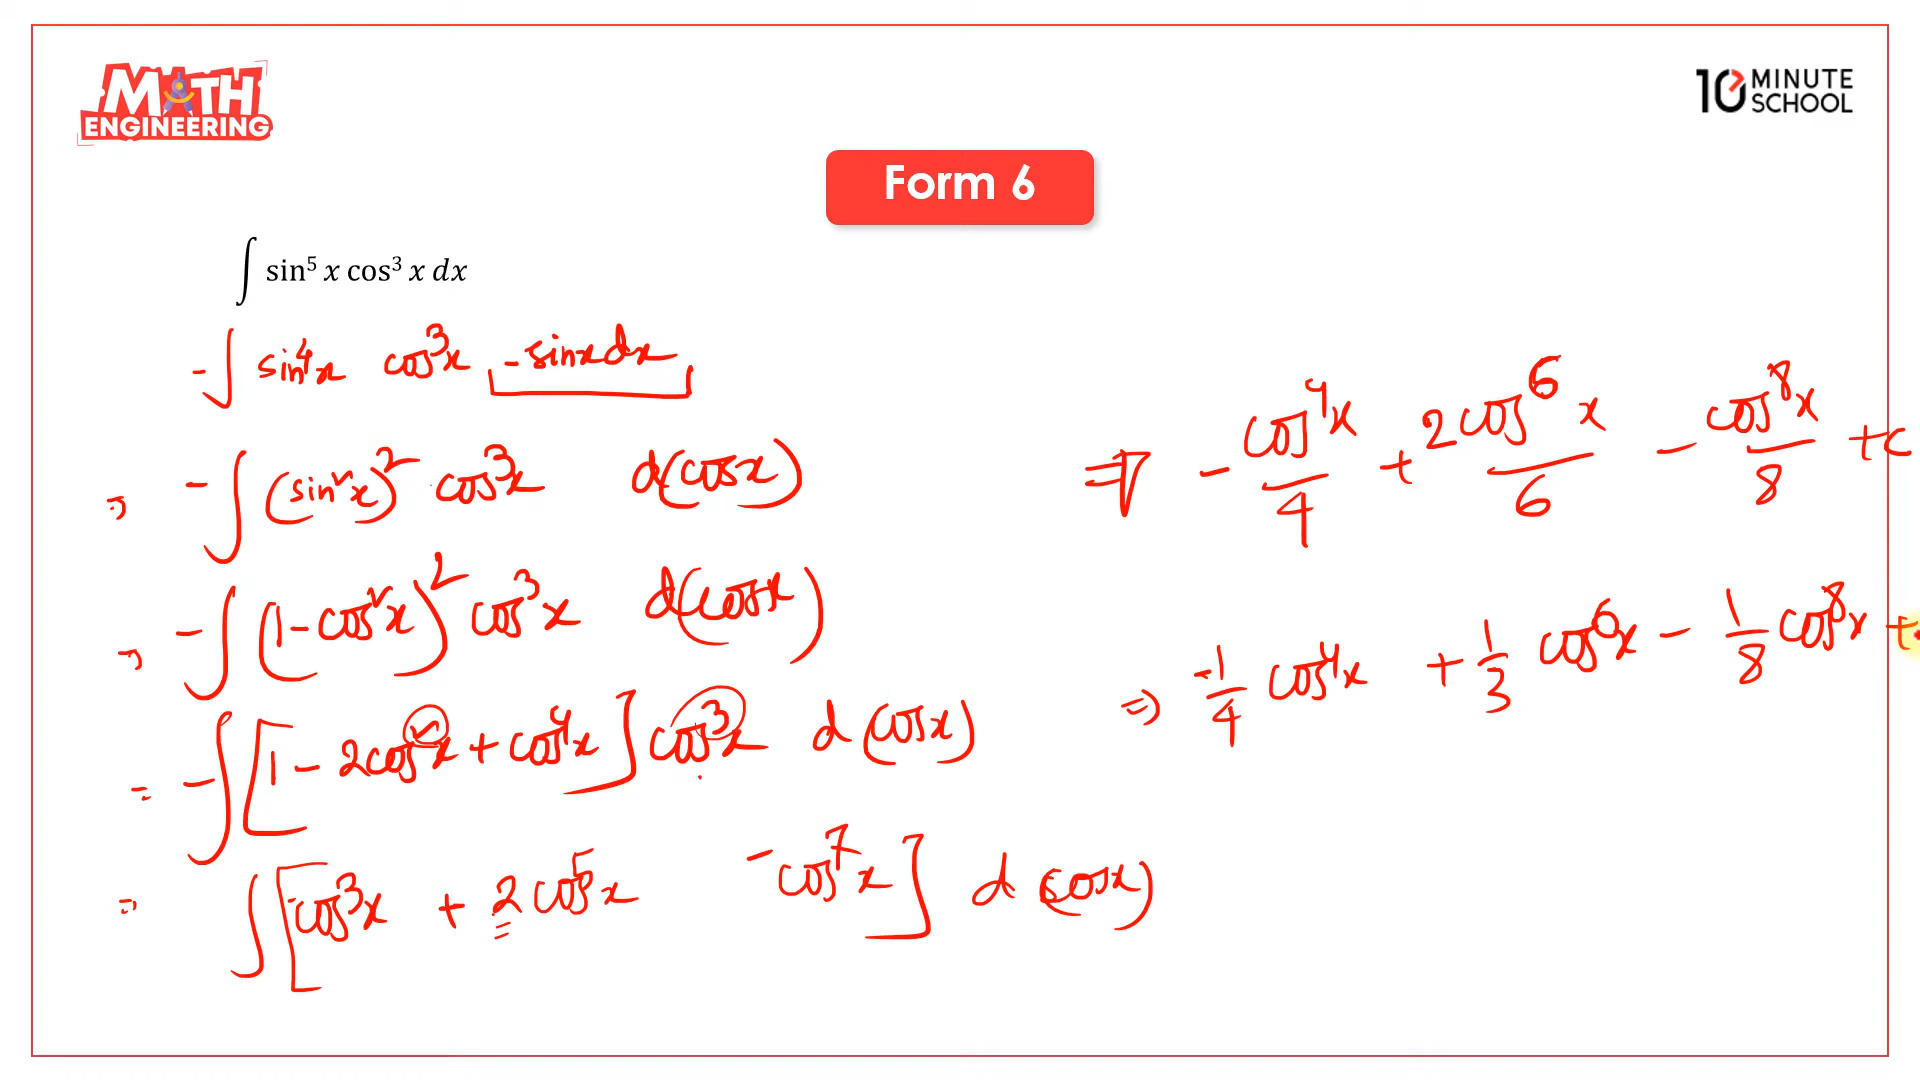 MATH
ENGINEERING
10 MINUTE
SCHOOL
Form 6
∫ sin⁵ x cos³ x dx
-∫ sin⁴x cos³x -sinxdx
⇒ -∫ (sin²x)² cos³x d(cosx)
⇒ -∫ (1-cos²x)² cos³x d(cosx)
= -∫ [1-2cos²x+cos⁴x] cos³x d(cosx)
= ∫ [-cos³x + 2cos⁵x -cos⁷x] d(cosx)
⇒ -cos⁴x/4 + 2cos⁶x/6 - cos⁸x/8 +c
⇒ -1/4 cos⁴x + 1/3 cos⁶x - 1/8 cos⁸x +